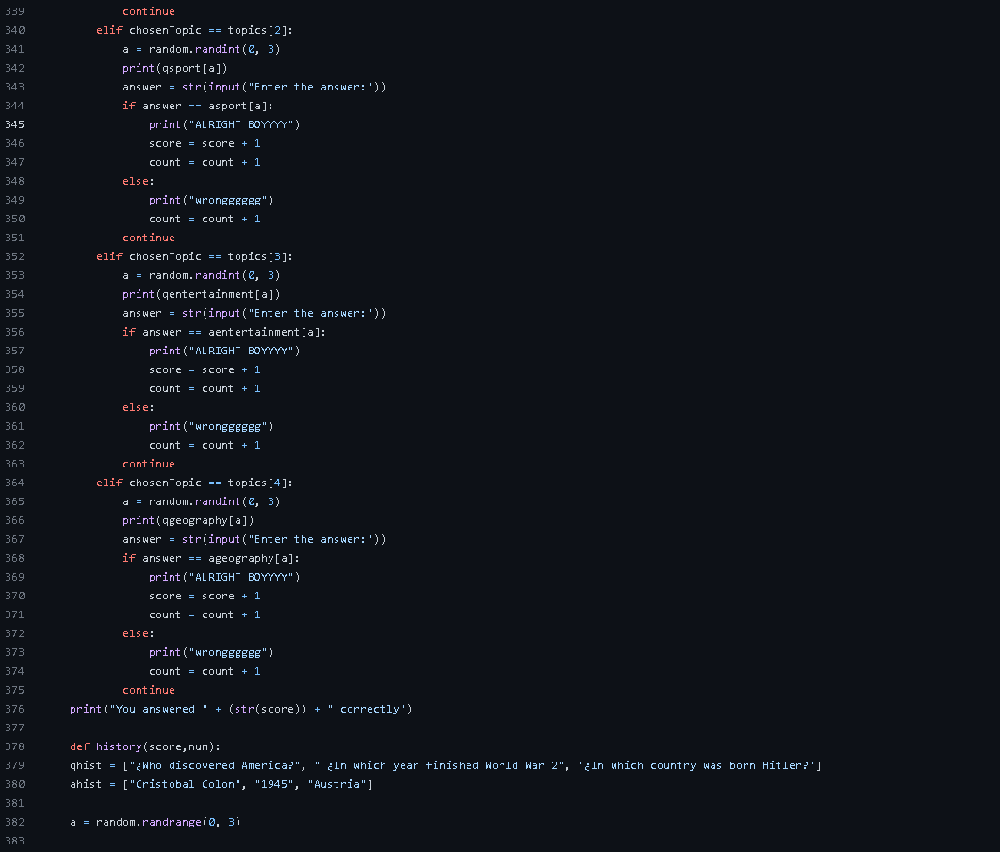 339 continue
340 elif chosenTopic == topics[2]:
341 a = random.randint(0, 3)
342 print(qsport[a])
343 answer = str(input("Enter the answer:"))
344 if answer == asport[a]:
345 print("ALRIGHT BOYYYY")
346 score = score + 1
347 count = count + 1
348 else:
349 print("wrongggggg")
350 count = count + 1
351 continue
352 elif chosenTopic == topics[3]:
353 a = random.randint(0, 3)
354 print(qentertainment[a])
355 answer = str(input("Enter the answer:"))
356 if answer == aentertainment[a]:
357 print("ALRIGHT BOYYYY")
358 score = score + 1
359 count = count + 1
360 else:
361 print("wrongggggg")
362 count = count + 1
363 continue
364 elif chosenTopic == topics[4]:
365 a = random.randint(0, 3)
366 print(qgeography[a])
367 answer = str(input("Enter the answer:"))
368 if answer == ageography[a]:
369 print("ALRIGHT BOYYYY")
370 score = score + 1
371 count = count + 1
372 else:
373 print("wrongggggg")
374 count = count + 1
375 continue
376 print("You answered " + (str(score)) + " correctly")
377
378 def history(score,num):
379 qhist = ["¿Who discovered America?", " ¿In which year finished World War 2", "¿In which country was born Hitler?"]
380 ahist = ["Cristobal Colon", "1945", "Austria"]
381
382 a = random.randrange(0, 3)
383